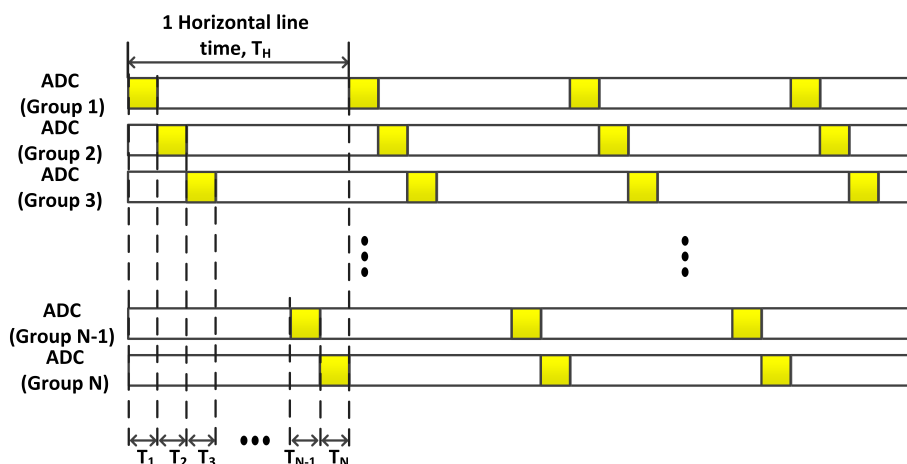 1 Horizontal line
time, TH
ADC
(Group 1)
ADC
(Group 2)
ADC
(Group 3)
ADC
(Group N-1)
ADC
(Group N)
T1 T2 T3 TN-1 TN